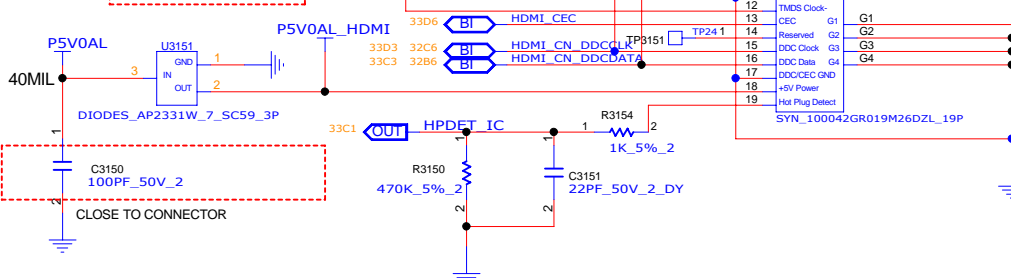 12 TMDS Clock-
33D6 BI HDMI_CEC 13 CEC G1 G1
P5V0AL U3151 P5V0AL_HDMI TP3151 TP24 1 14 Reserved G2 G2
33D3 32C6 BI HDMI_CN_DDCCLK 15 DDC Clock G3 G3
33C3 32B6 BI HDMI_CN_DDCDATA 16 DDC Data G4 G4
40MIL 3 IN GND 1 17 DDC/CEC GND
OUT 2 18 +5V Power
19 Hot Plug Detect
DIODES_AP2331W_7_SC59_3P SYN_100042GR019M26DZL_19P
33C1 OUT HPDET_IC 1 R3154 2
1 1 1 1K_5%_2
C3150 R3150 C3151
100PF_50V_2 470K_5%_2 22PF_50V_2_DY
2 2 2
CLOSE TO CONNECTOR